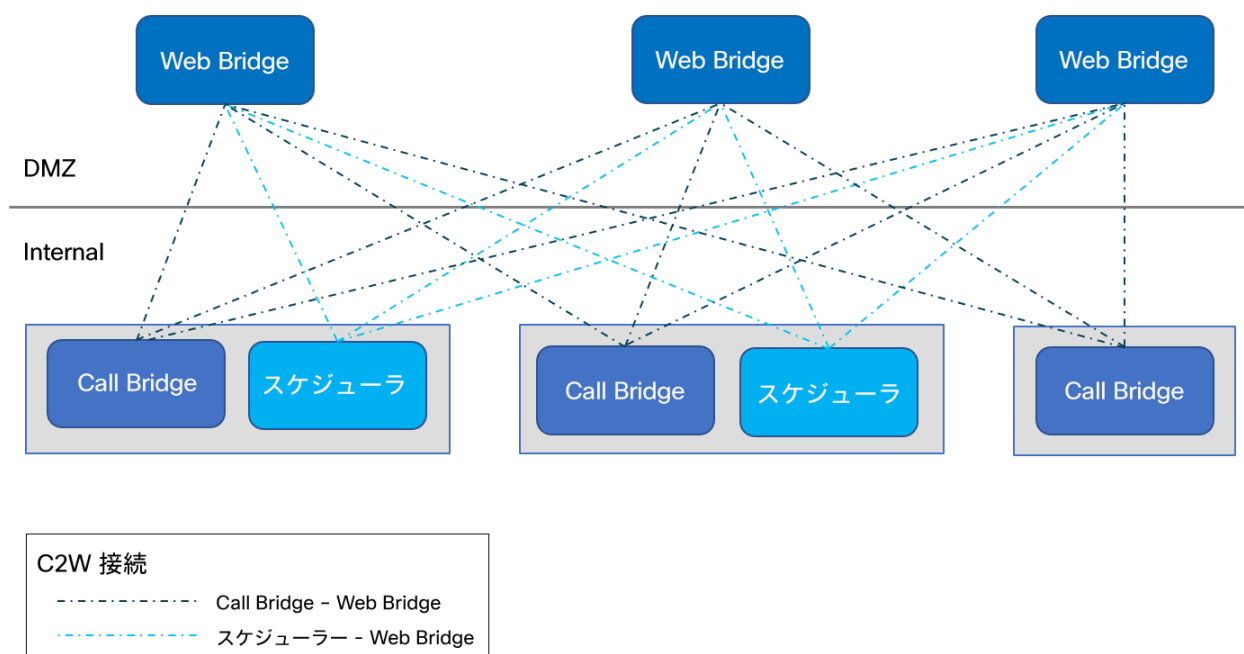 Web Bridge
Web Bridge
Web Bridge
DMZ
Internal
Call Bridge
スケジューラ
Call Bridge
スケジューラ
Call Bridge
C2W 接続
Call Bridge – Web Bridge
スケジューラー – Web Bridge